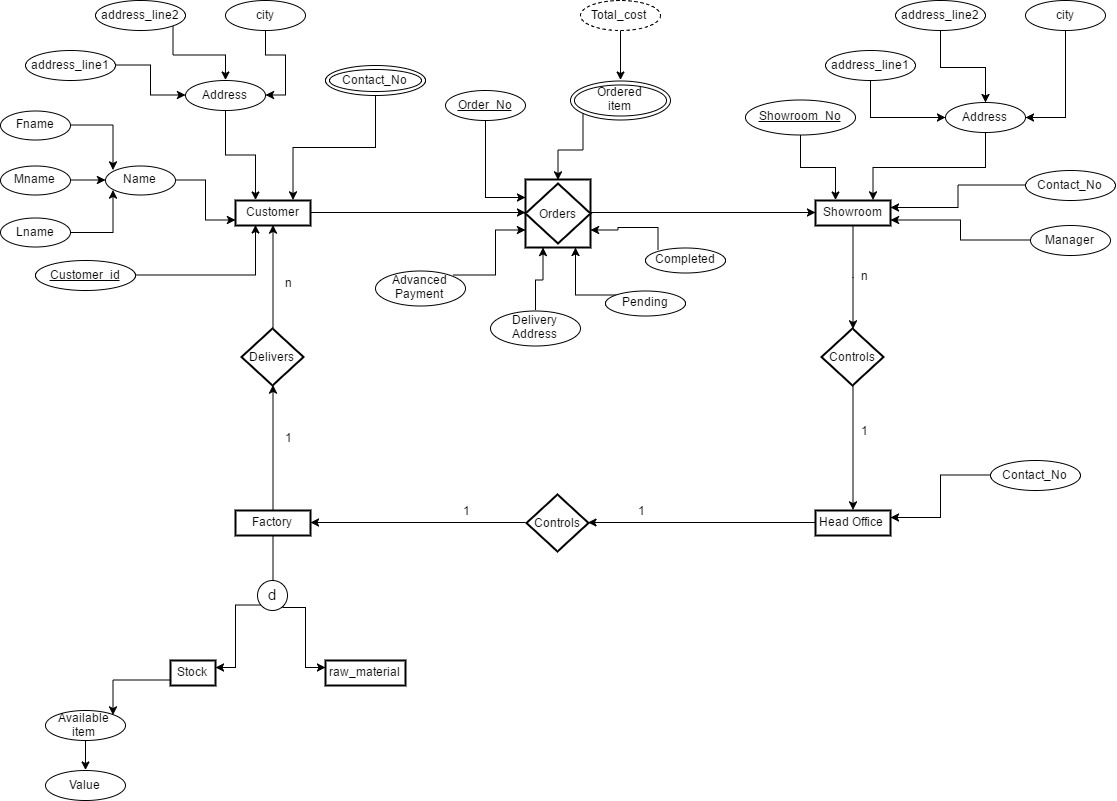 address_line2
city
Total_cost
address_line2
city
address_line1
address_line1
Address
Contact_No
Order_No
Ordered
item
Showroom_No
Address
Fname
Mname
Name
Lname
Contact_No
Customer
Orders
Showroom
Manager
Customer_id
Advanced
Payment
Completed
Pending
Delivery
Address
n
n
Delivers
Controls
1
1
Contact_No
Factory
1
Controls
1
Head Office
d
Stock
raw_material
Available
item
Value